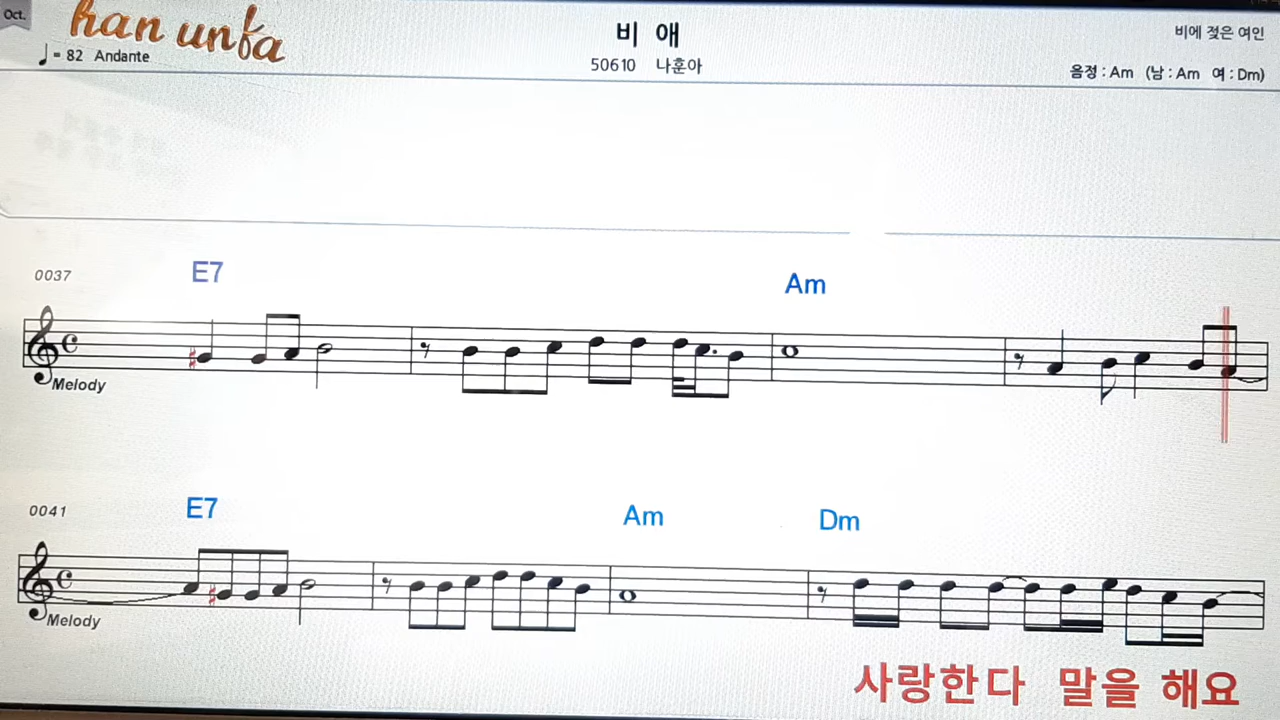 Oct.
han unfa
♩= 82 Andante
비 애
50610 나훈아
비에 젖은 여인
음정 : Am (남 : Am 여 : Dm)
0037
E7
Am
Melody
0041
E7
Am
Dm
Melody
사랑한다 말을 해요